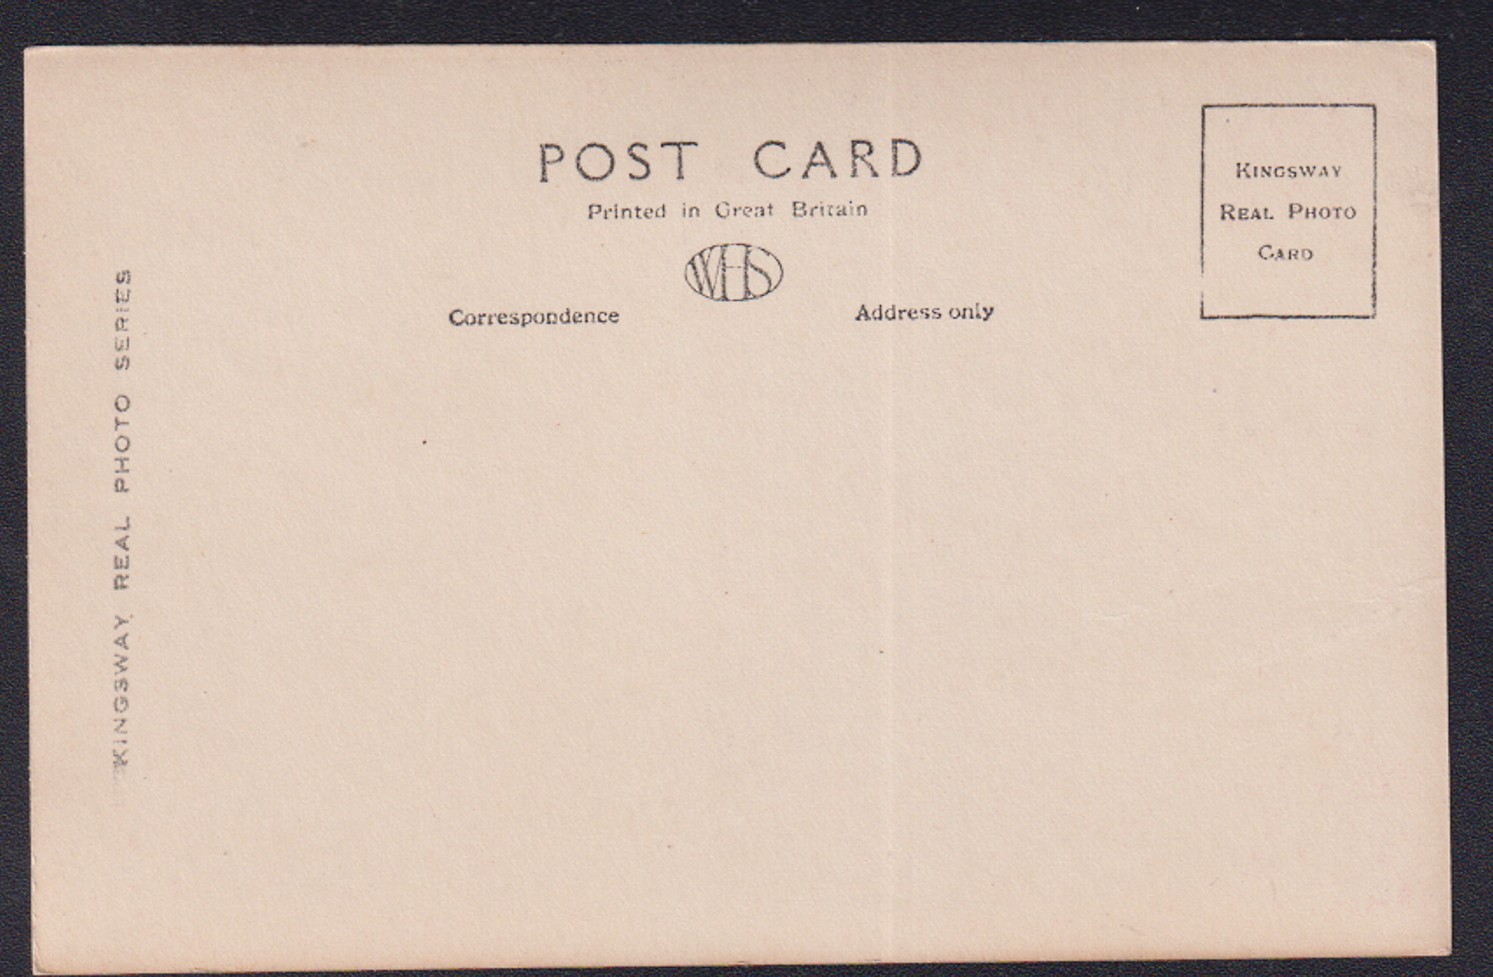 POST CARD
Printed in Great Britain
WHS
Correspondence
Address only
KINGSWAY
REAL PHOTO
CARD
KINGSWAY REAL PHOTO SERIES